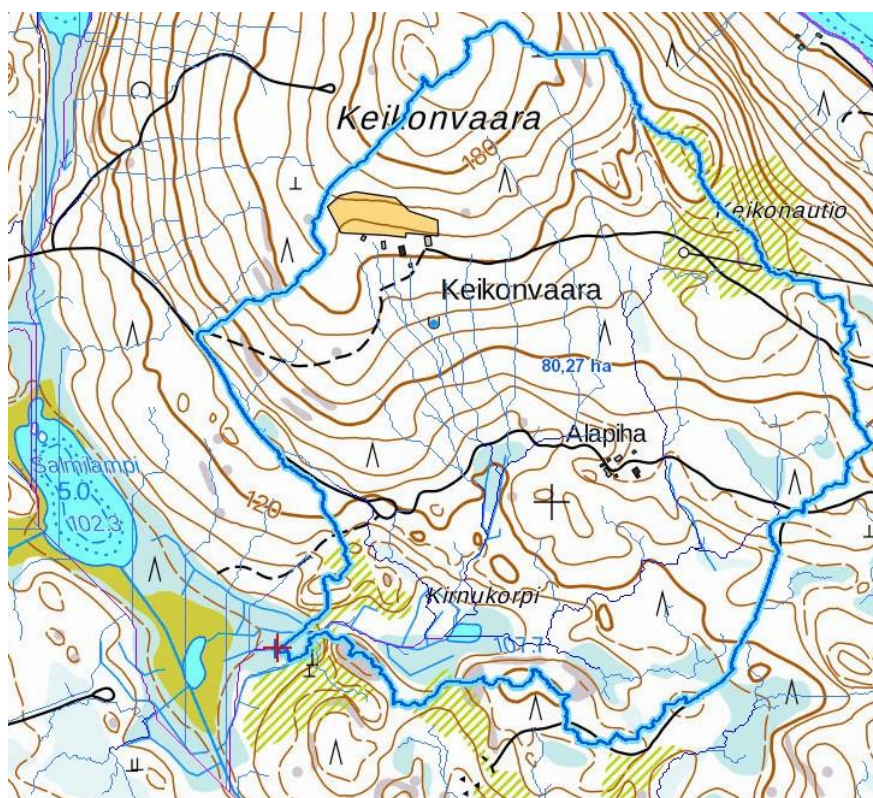 Keikonvaara
180
Keikonautio
Keikonvaara
80,27 ha
Alapiha
Salmilampi
5.0
102.3
120
Kirnukorpi
107.7